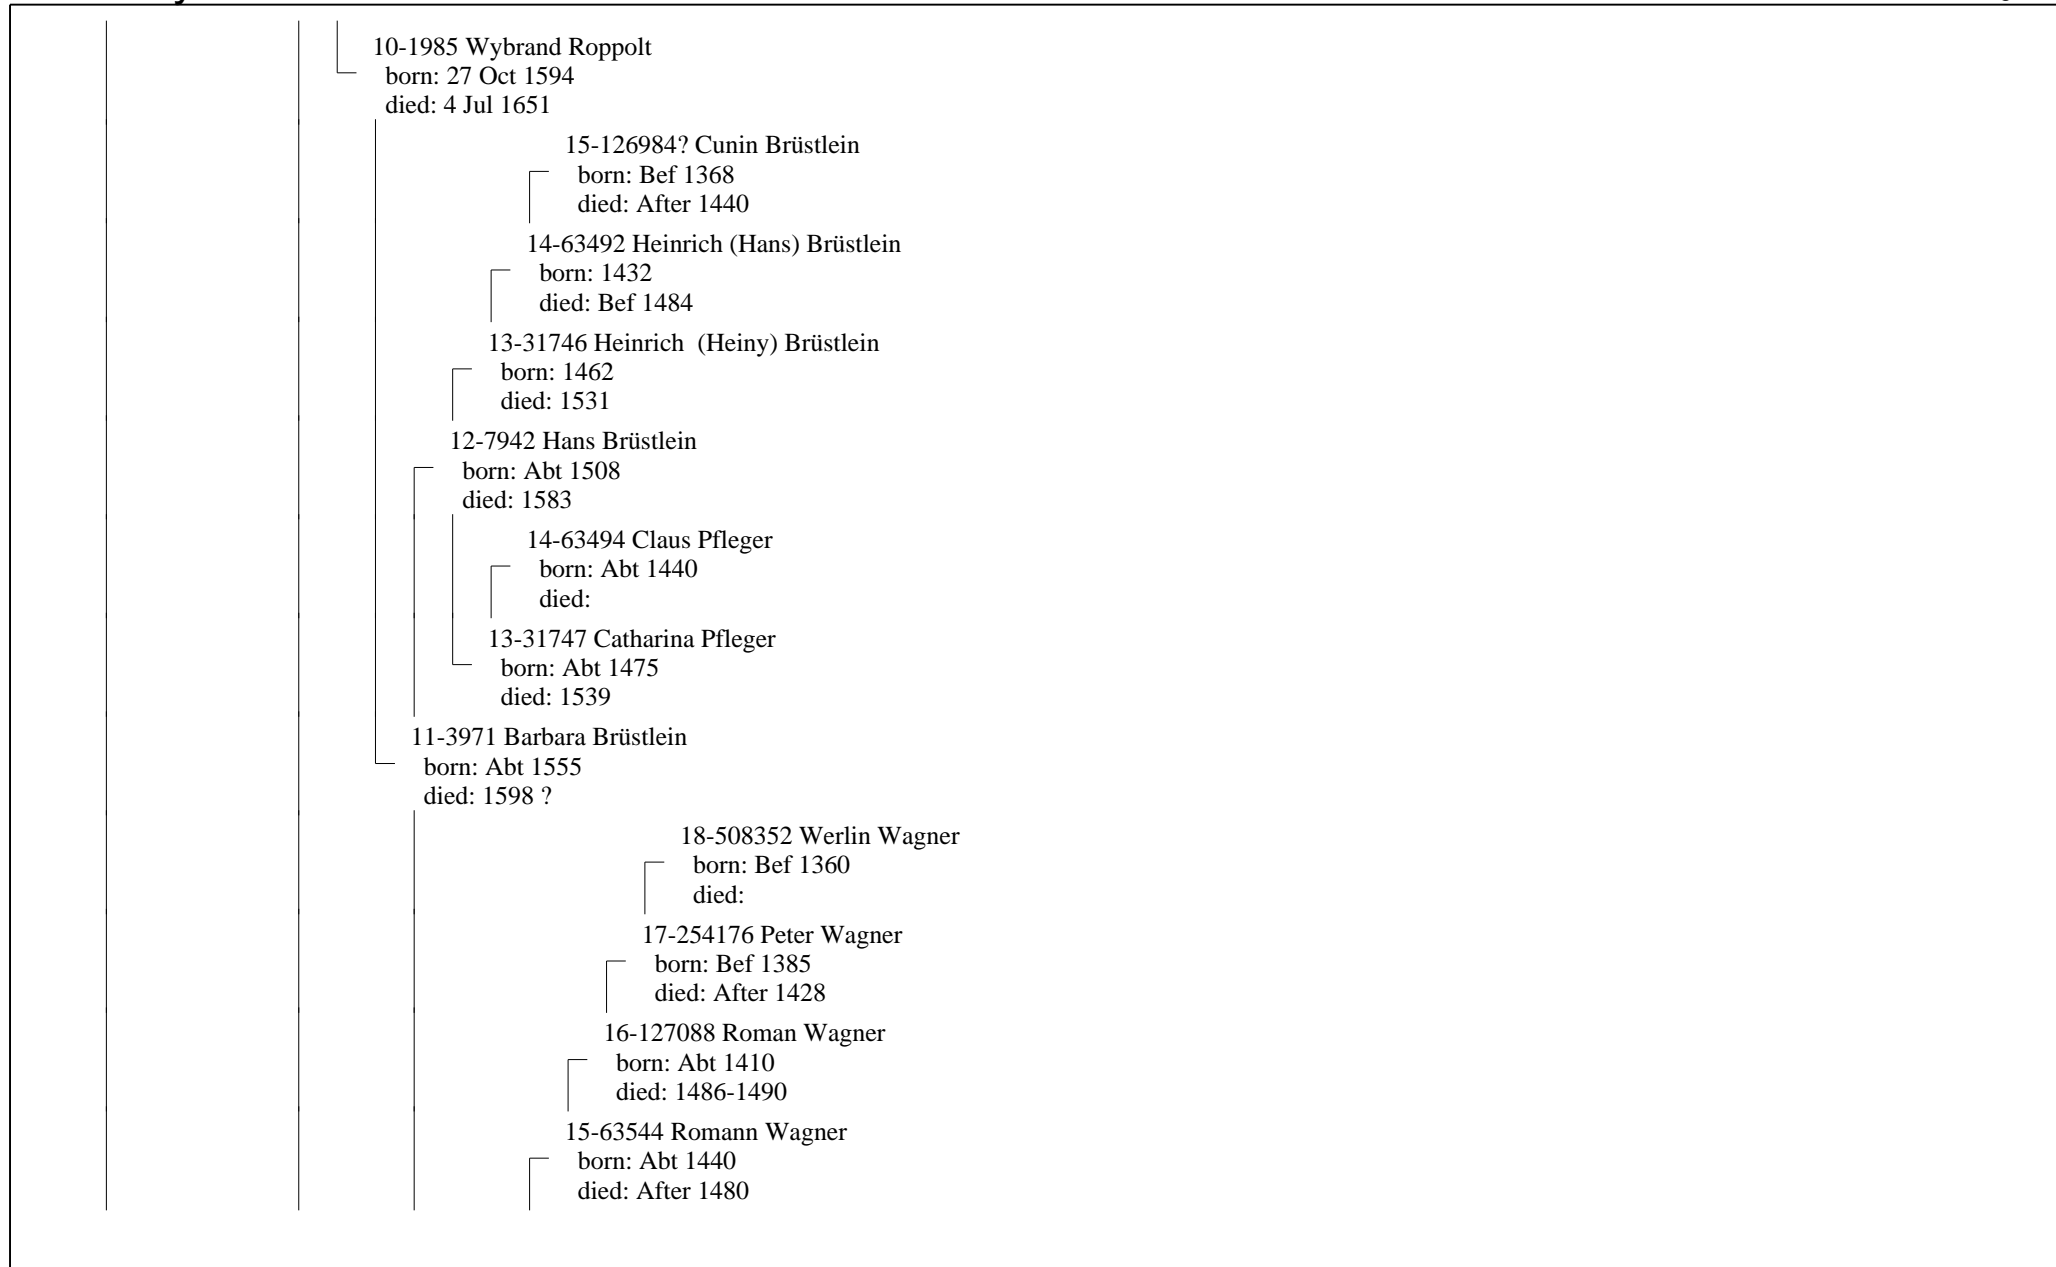 10-1985 Wybrand Roppolt
born: 27 Oct 1594
died: 4 Jul 1651
15-126984? Cunin Brüstlein
born: Bef 1368
died: After 1440
14-63492 Heinrich (Hans) Brüstlein
born: 1432
died: Bef 1484
13-31746 Heinrich  (Heiny) Brüstlein
born: 1462
died: 1531
12-7942 Hans Brüstlein
born: Abt 1508
died: 1583
14-63494 Claus Pfleger
born: Abt 1440
died:
13-31747 Catharina Pfleger
born: Abt 1475
died: 1539
11-3971 Barbara Brüstlein
born: Abt 1555
died: 1598 ?
18-508352 Werlin Wagner
born: Bef 1360
died:
17-254176 Peter Wagner
born: Bef 1385
died: After 1428
16-127088 Roman Wagner
born: Abt 1410
died: 1486-1490
15-63544 Romann Wagner
born: Abt 1440
died: After 1480